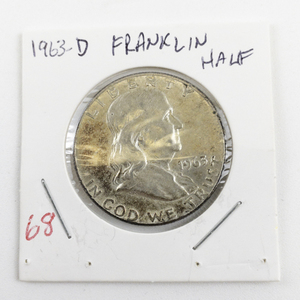 1963-D FRANKLIN
HALF
LIBERTY
1963
IN GOD WE TRUST
68